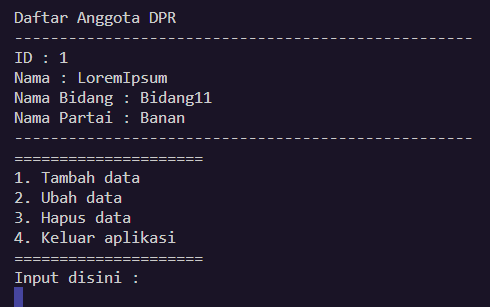 Daftar Anggota DPR
---------------------------------------------------
ID : 1
Nama : LoremIpsum
Nama Bidang : Bidang11
Nama Partai : Banan
---------------------------------------------------
=====================
1. Tambah data
2. Ubah data
3. Hapus data
4. Keluar aplikasi
=====================
Input disini :